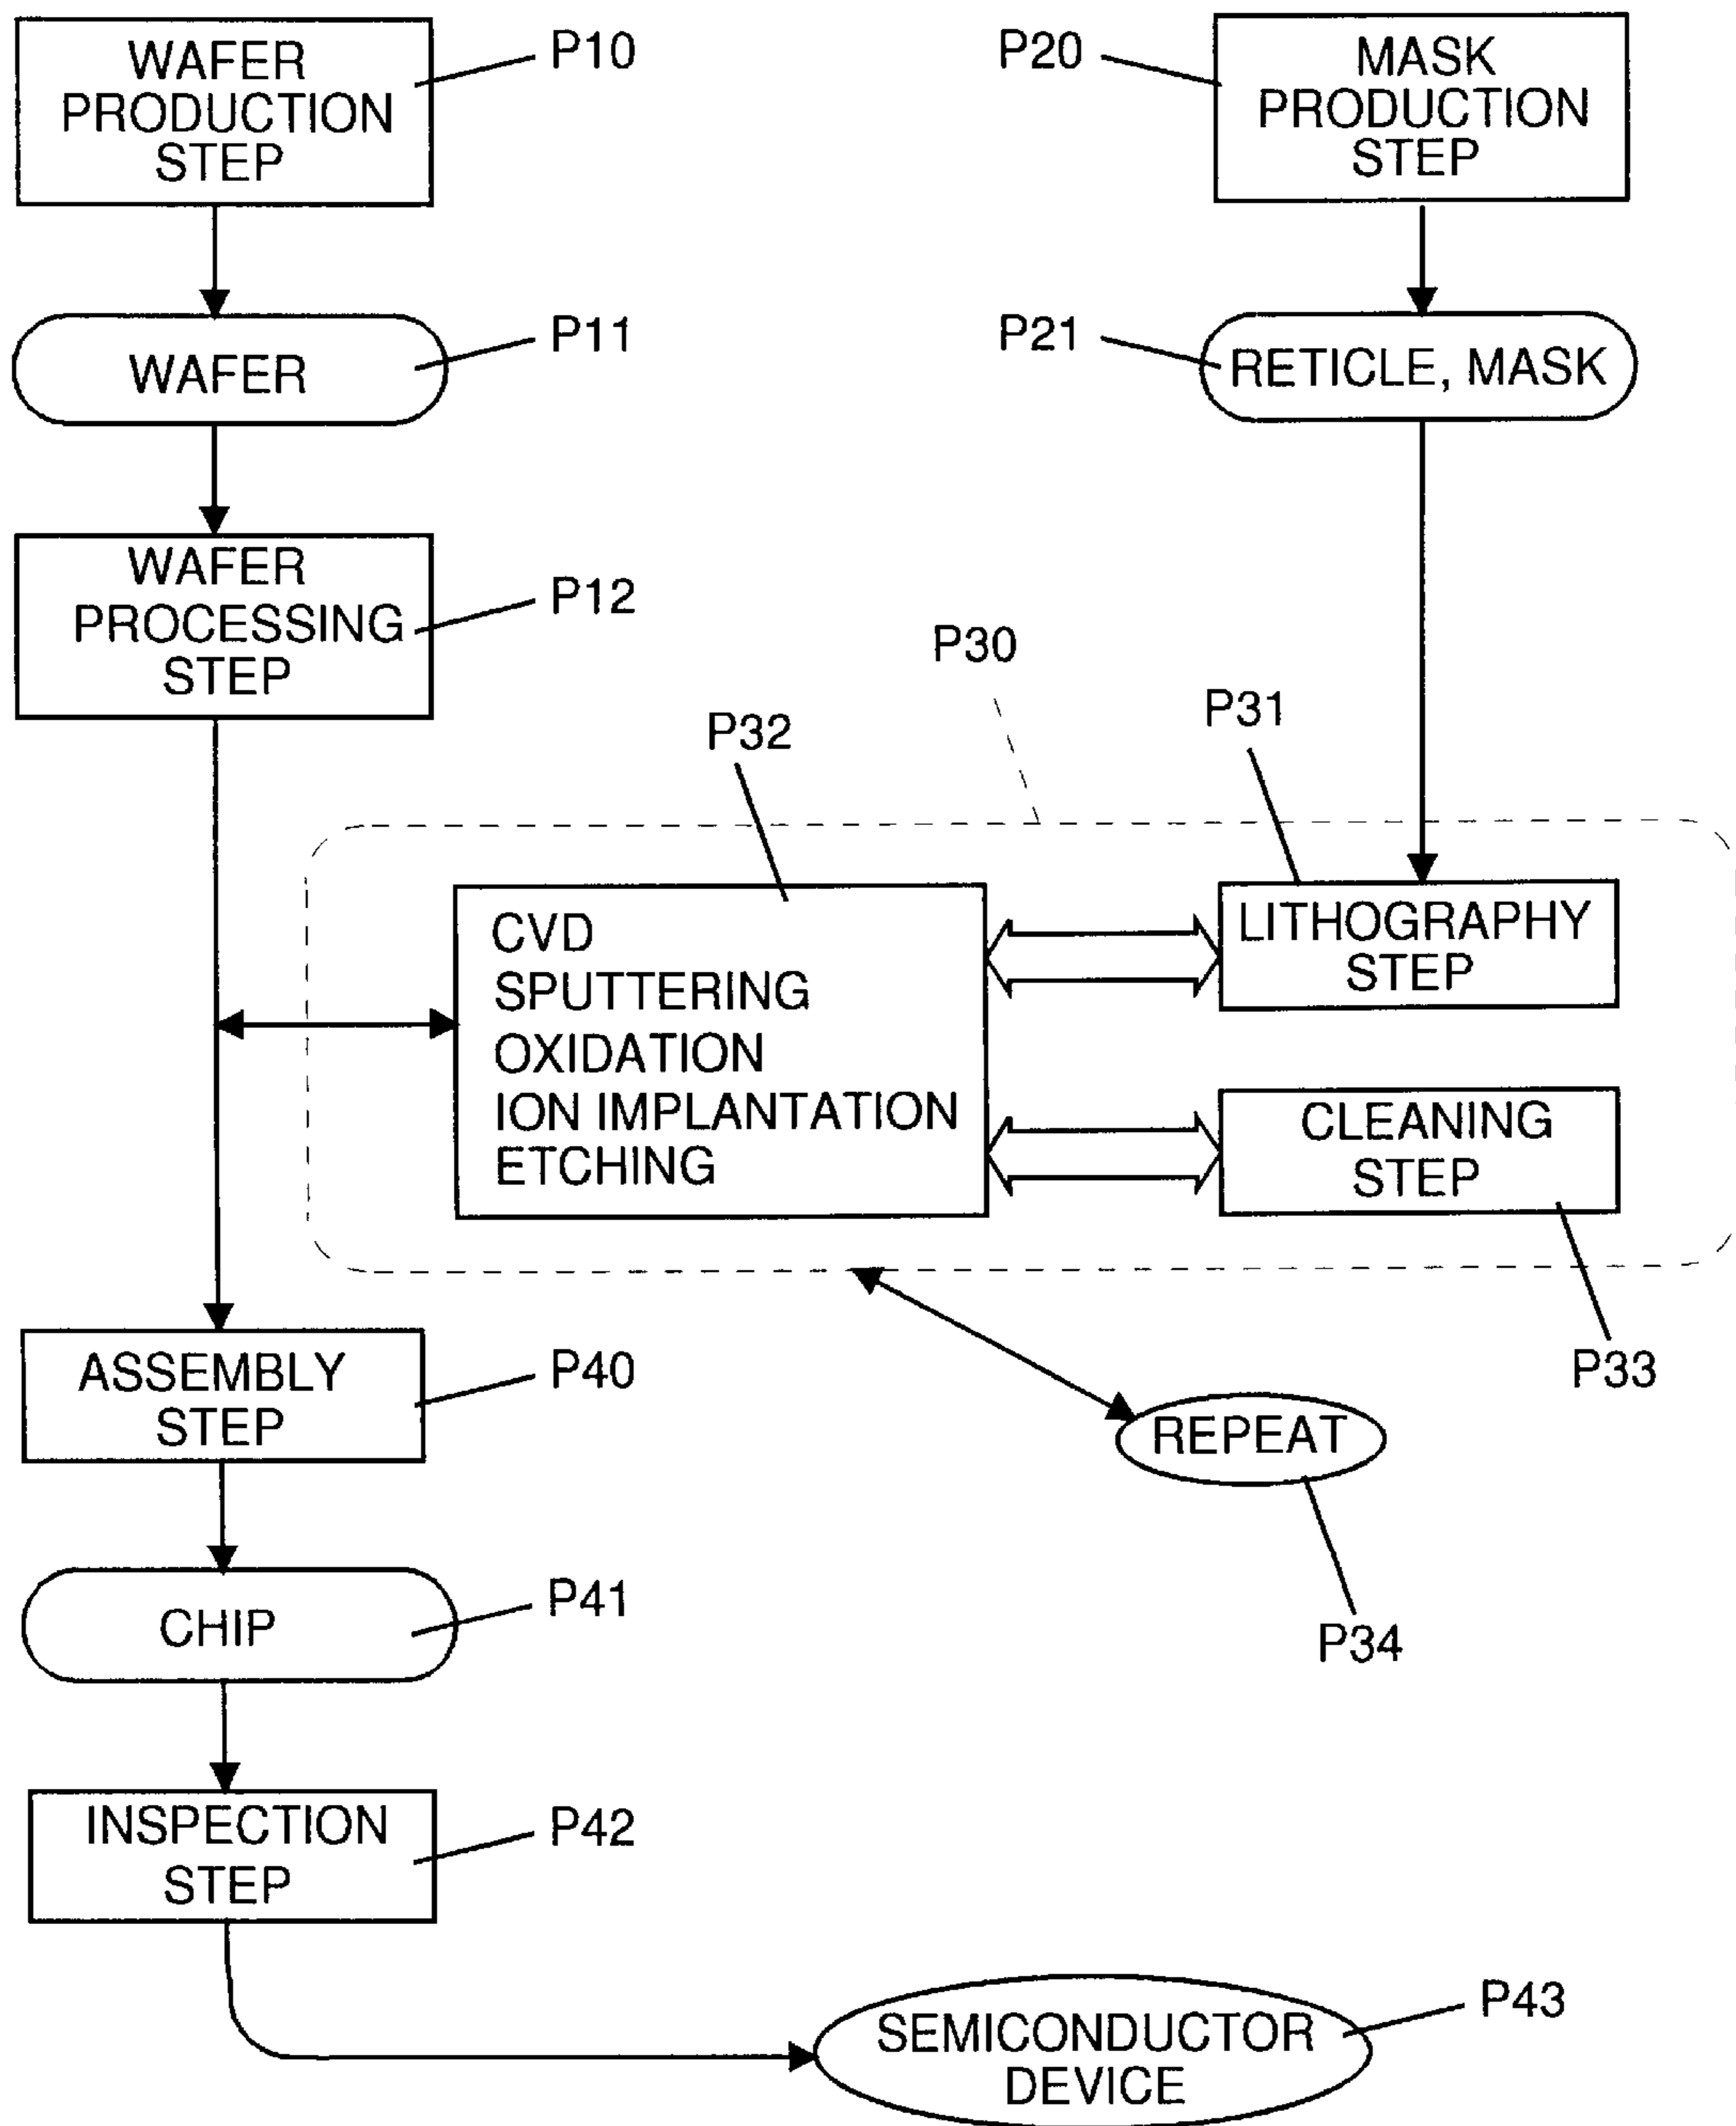 WAFER
PRODUCTION
STEP
P10
P20
MASK
PRODUCTION
STEP
WAFER
P11
P21
RETICLE, MASK
WAFER
PROCESSING
STEP
P12
P30
P31
P32
CVD
SPUTTERING
OXIDATION
ION IMPLANTATION
ETCHING
LITHOGRAPHY
STEP
CLEANING
STEP
P33
ASSEMBLY
STEP
P40
REPEAT
P34
CHIP
P41
INSPECTION
STEP
P42
SEMICONDUCTOR
DEVICE
P43